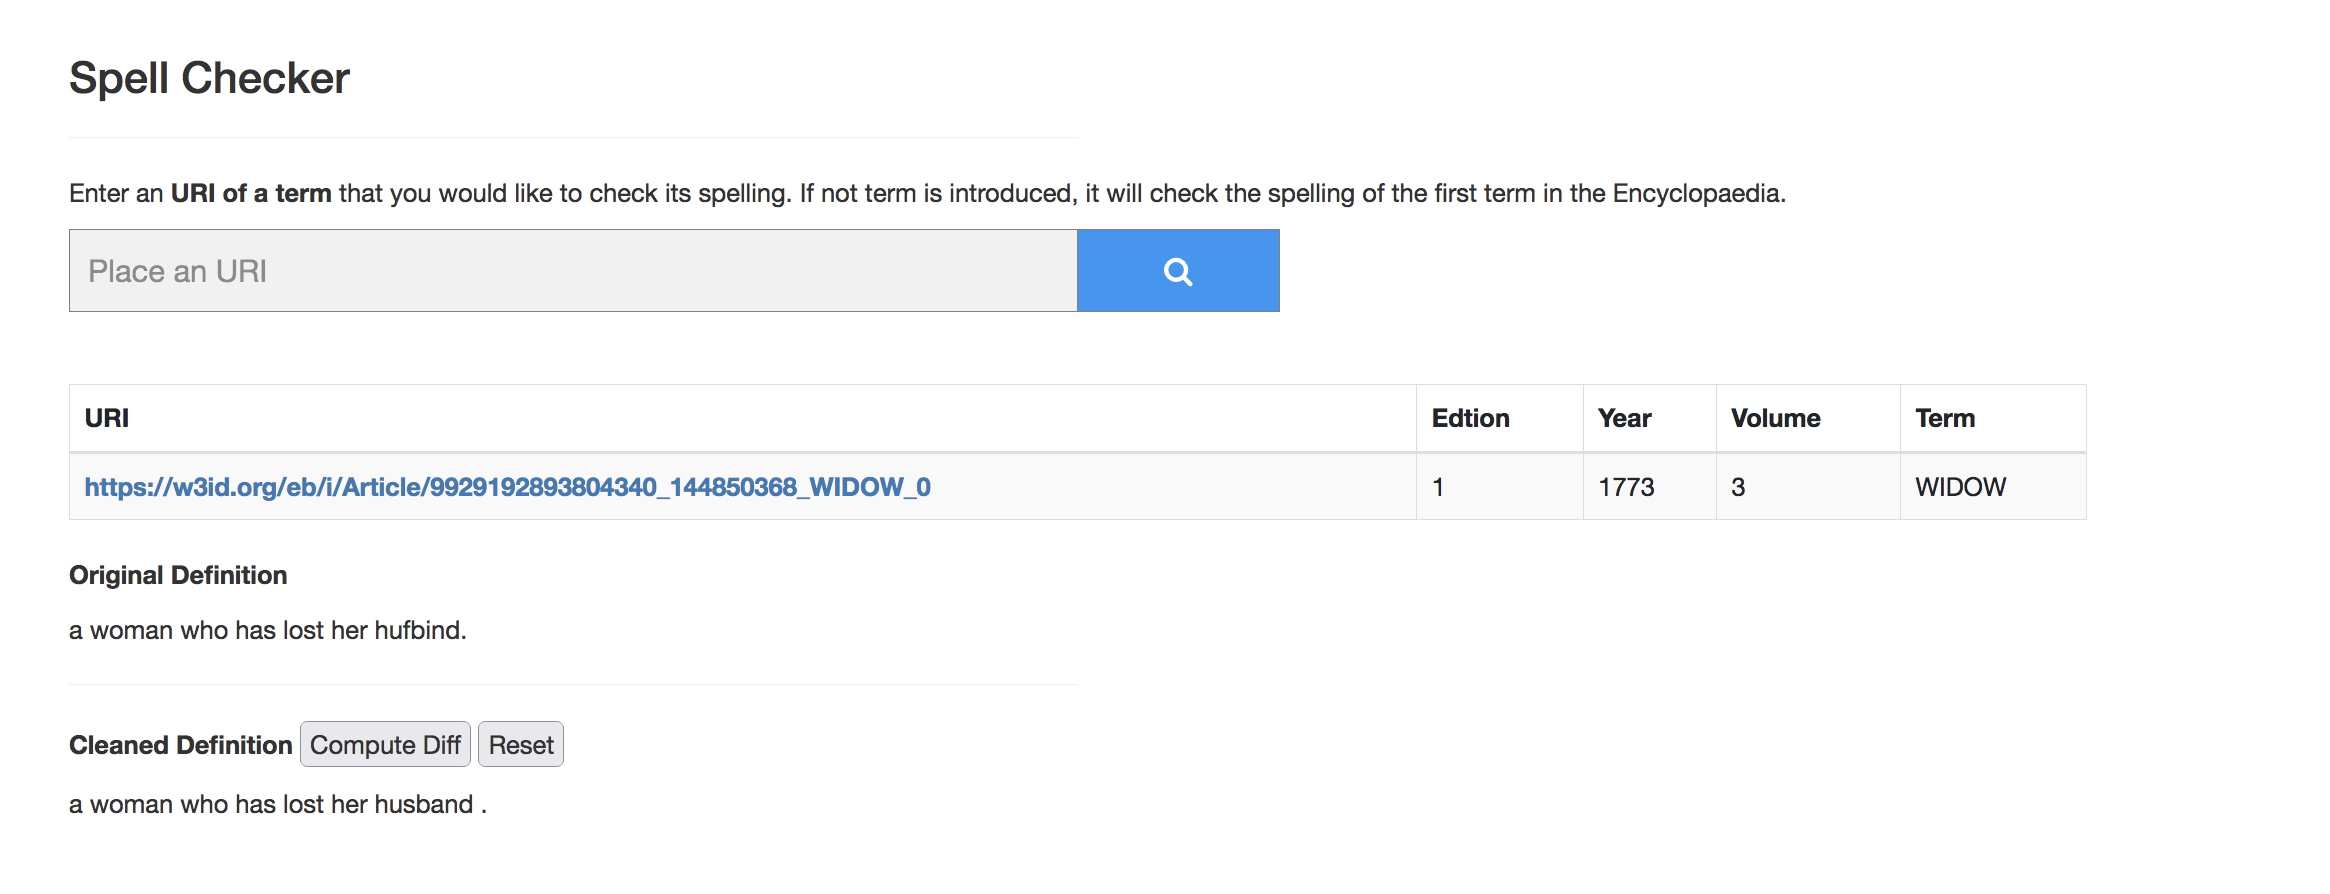 Spell Checker
Enter an URI of a term that you would like to check its spelling. If not term is introduced, it will check the spelling of the first term in the Encyclopaedia.
Place an URI
URI Edtion Year Volume Term
https://w3id.org/eb/i/Article/9929192893804340_144850368_WIDOW_0 1 1773 3 WIDOW
Original Definition
a woman who has lost her hufbind.
Cleaned Definition Compute Diff Reset
a woman who has lost her husband .